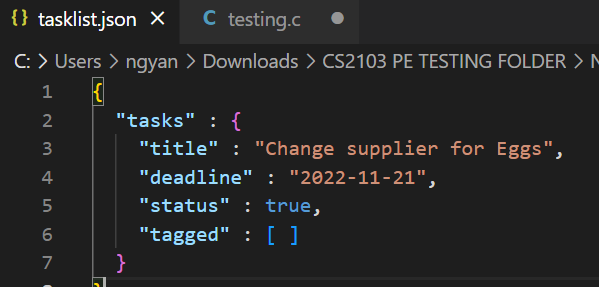 {} tasklist.json × C testing.c ●
C: > Users > ngyan > Downloads > CS2103 PE TESTING FOLDER >
1 {
2 "tasks" : {
3 "title" : "Change supplier for Eggs",
4 "deadline" : "2022-11-21",
5 "status" : true,
6 "tagged" : [ ]
7 }
}